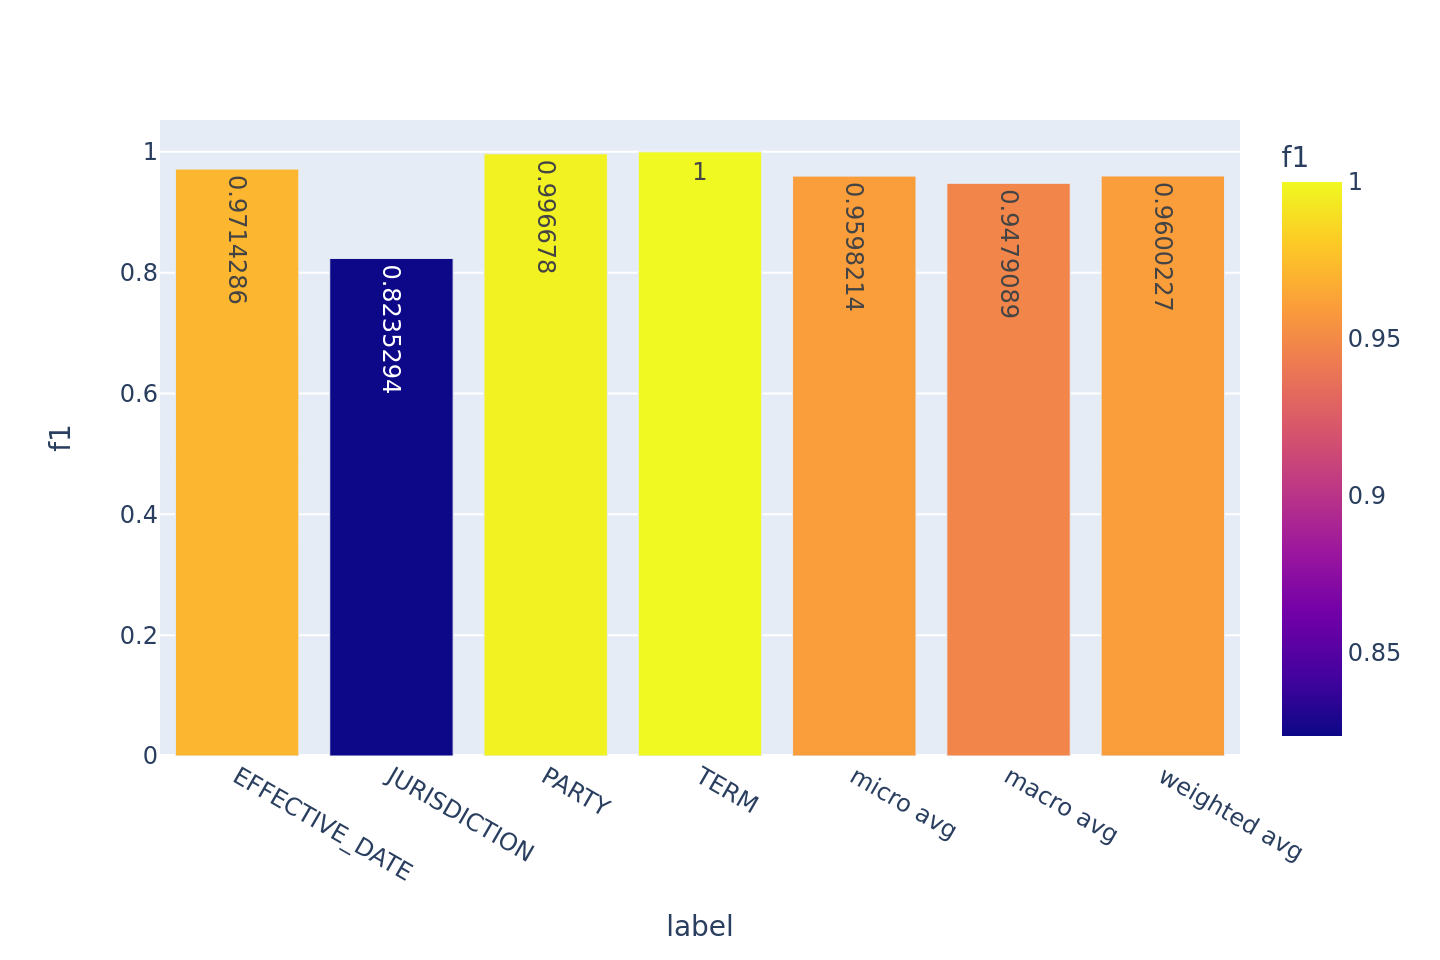 f1
1
0.8
0.6
0.4
0.2
0
0.9714286
0.8235294
0.996678
1
0.9598214
0.9479089
0.9600227
EFFECTIVE_DATE
JURISDICTION
PARTY
TERM
micro avg
macro avg
weighted avg
label
f1
1
0.95
0.9
0.85